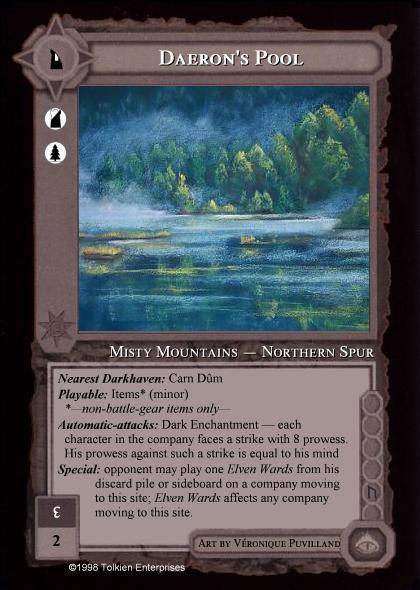 DAERON'S POOL
MISTY MOUNTAINS — NORTHERN SPUR
Nearest Darkhaven: Carn Dûm
Playable: Items* (minor)
*—non-battle-gear items only—
Automatic-attacks: Dark Enchantment — each
character in the company faces a strike with 8 prowess.
His prowess against such a strike is equal to his mind
Special: opponent may play one Elven Wards from his
discard pile or sideboard on a company moving
to this site; Elven Wards affects any company
moving to this site.
2
ART BY VÉRONIQUE PUVILLAND
©1998 Tolkien Enterprises